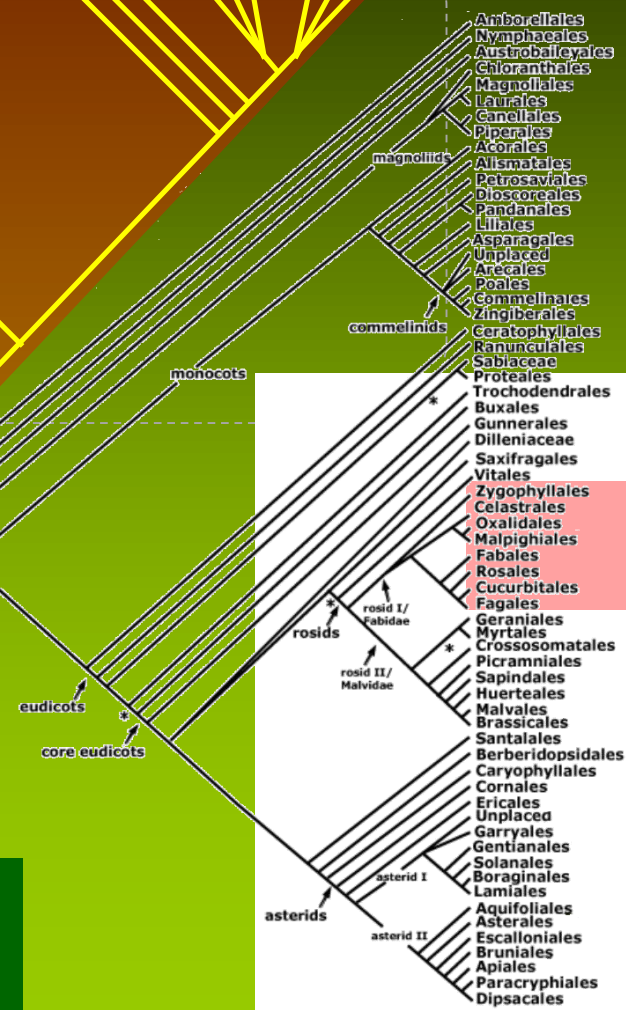 Amborellales
Nymphaeales
Austrobaileyales
Chloranthales
Magnoliales
Laurales
Canellales
Piperales
magnoliids
Acorales
Alismatales
Petrosaviales
Dioscoreales
Pandanales
Liliales
Asparagales
Unplaced
Arecales
Poales
Commelinales
Zingiberales
commelinids
Ceratophyllales
Ranunculales
Sabiaceae
monocots
Proteales
Trochodendrales
*
Buxales
Gunnerales
Dilleniaceae
Saxifragales
Vitales
Zygophyllales
Celastrales
Oxalidales
Malpighiales
Fabales
Rosales
Cucurbitales
Fagales
*
rosid I/
Fabidae
Geraniales
rosids
Myrtales
Crossosomatales
*
Picramniales
rosid II/
Malvidae
Sapindales
Huerteales
eudicots
Malvales
*
Brassicales
Santalales
core eudicots
Berberidopsidales
Caryophyllales
Cornales
Ericales
Unplaced
Garryales
Gentianales
Solanales
asterid I
Boraginales
Lamiales
Aquifoliales
asterids
Asterales
asterid II
Escalloniales
Bruniales
Apiales
Paracryphiales
Dipsacales